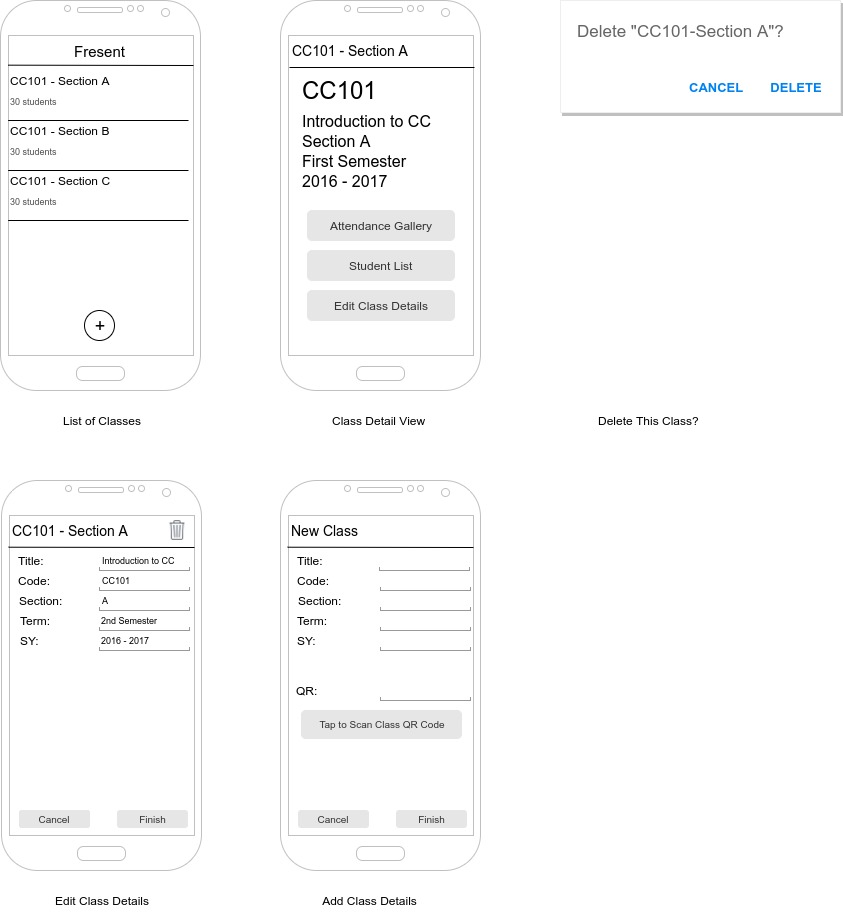 Fresent
CC101 - Section A
30 students
CC101 - Section B
30 students
CC101 - Section C
30 students
+
List of Classes
CC101 - Section A
CC101
Introduction to CC
Section A
First Semester
2016 - 2017
Attendance Gallery
Student List
Edit Class Details
Class Detail View
Delete "CC101-Section A"?
CANCEL DELETE
Delete This Class?
CC101 - Section A
Title: Introduction to CC
Code: CC101
Section: A
Term: 2nd Semester
SY: 2016 - 2017
Cancel Finish
Edit Class Details
New Class
Title:
Code:
Section:
Term:
SY:
QR:
Tap to Scan Class QR Code
Cancel Finish
Add Class Details